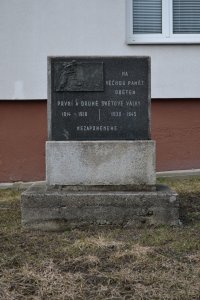 NA
VĚČNOU PAMĚŤ
OBĚTEM
PRVNÍ A DRUHÉ SVĚTOVÉ VÁLKY
1914 - 1918 1939 - 1945
NEZAPOMENEME